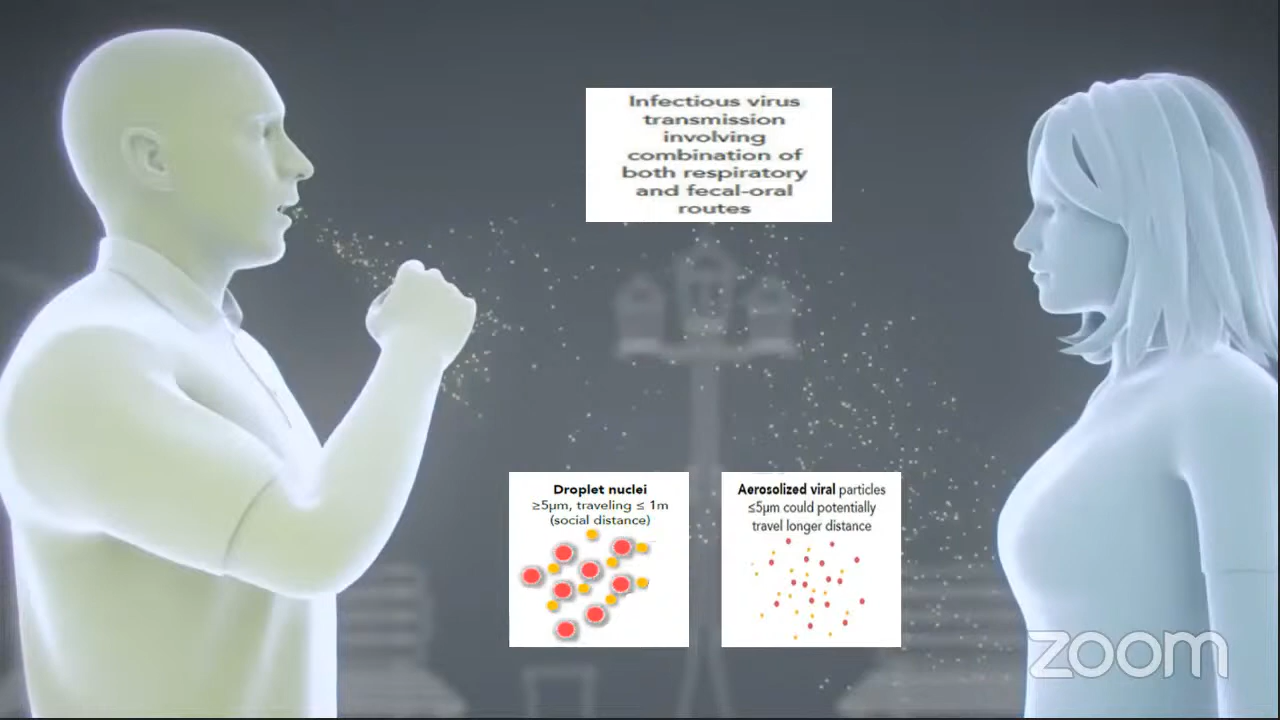 Infectious virus
transmission
involving
combination of
both respiratory
and fecal-oral
routes
Droplet nuclei
≥5μm, traveling ≤ 1m
(social distance)
Aerosolized viral particles
≤5μm could potentially
travel longer distance
zoom